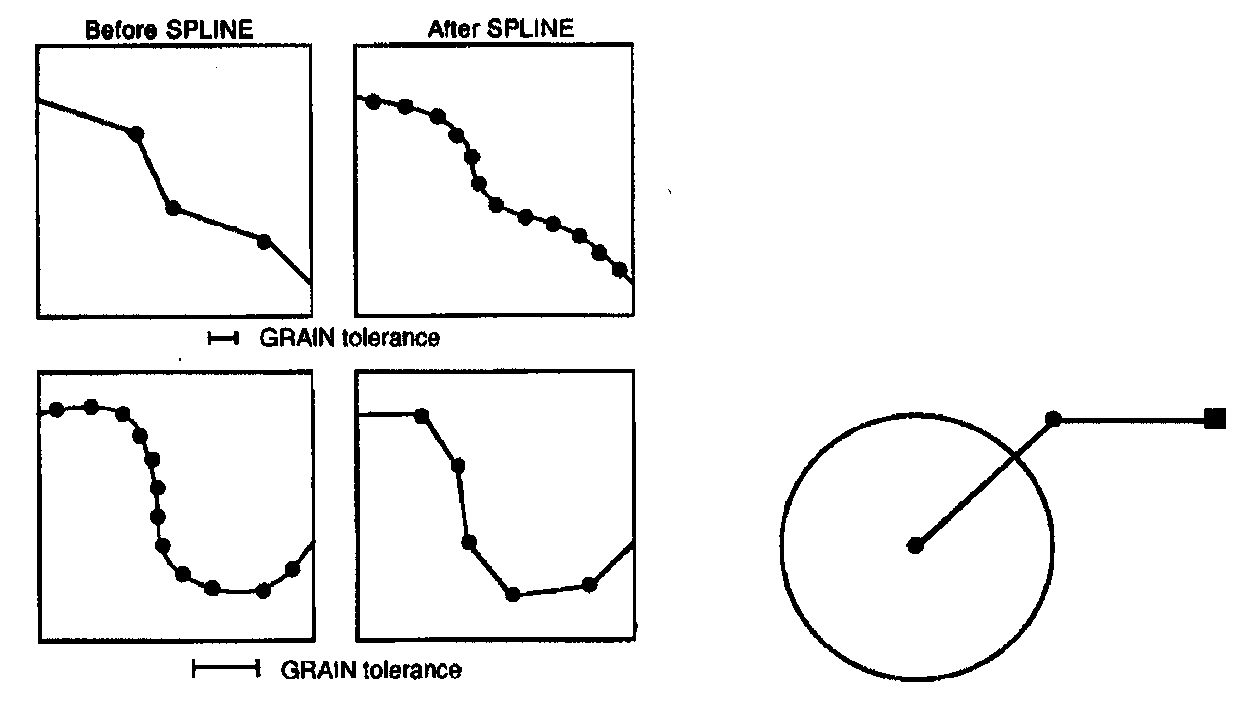 Before SPLINE
After SPLINE
GRAIN tolerance
GRAIN tolerance